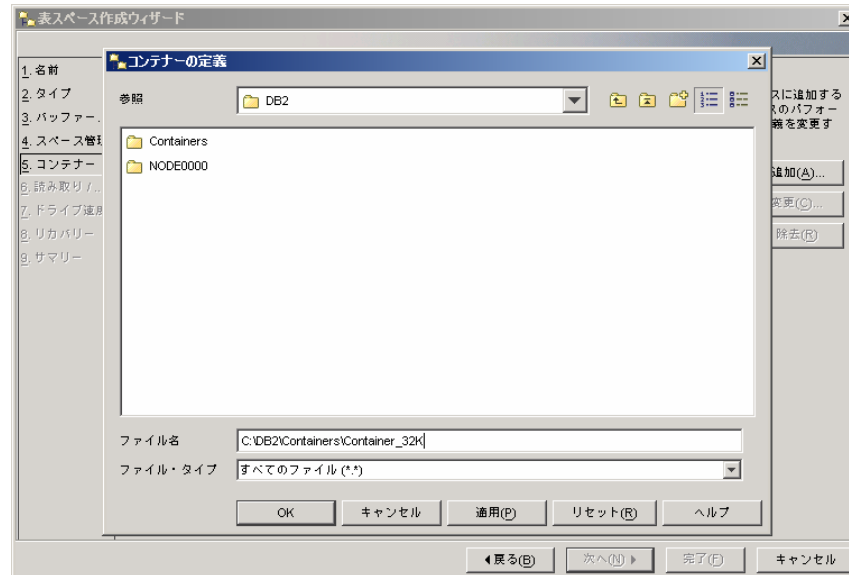 表スペース作成ウィザード
コンテナーの定義
1. 名前
2. タイプ
3. バッファー.
4. スペース管理
5. コンテナー
6. 読み取り / ..
7. ドライブ速度
8. リカバリー
9. サマリー
参照
DB2
Containers
NODE0000
スに追加する
スのパフォー
義を変更す
追加(A)...
変更(C)...
除去(R)
ファイル名
C:\DB2\Containers\Container_32K
ファイル・タイプ
すべてのファイル (*.*)
OK
キャンセル
適用(P)
リセット(R)
ヘルプ
戻る(B)
次へ(N)
完了(F)
キャンセル